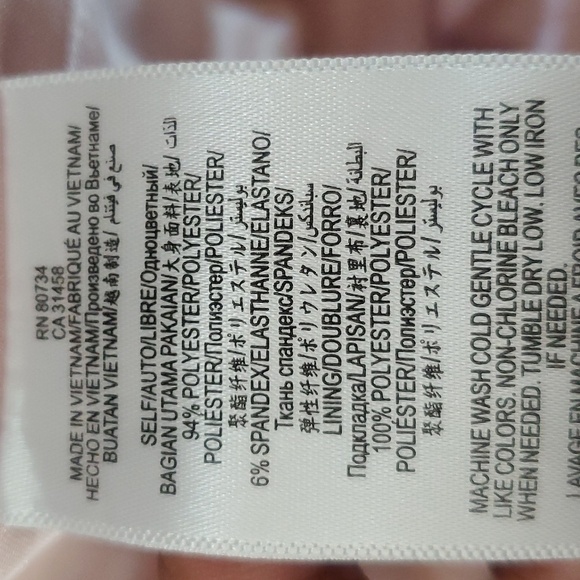 RN 80734
CA 31458
MADE IN VIETNAM/FABRIQUÉ AU VIETNAM/
HECHO EN VIETNAM/Произведено во Вьетнаме/
BUATAN VIETNAM/越南制造/ صنع في فيتنام
SELF/AUTO/LIBRE/Одноцветный/
BAGIAN UTAMA PAKAIAN/大身面料/表地/ الذات
94% POLYESTER/POLYESTER/
POLIÉSTER/Полиэстер/POLIESTER/
聚酯纤维/ポリエステル/ بوليستر
6% SPANDEX/ELASTHANNE/ELASTANO/
Ткань спандекс/SPANDEKS/
弹性纤维/ポリウレタン/ سباندكس
LINING/DOUBLURE/FORRO/
Подкладка/LAPISAN/衬里布/裏地/ البطانة
100% POLYESTER/POLYESTER/
POLIÉSTER/Полиэстер/POLIESTER/
聚酯纤维/ポリエステル/ بوليستر
MACHINE WASH COLD GENTLE CYCLE WITH
LIKE COLORS. NON-CHLORINE BLEACH ONLY
WHEN NEEDED. TUMBLE DRY LOW. LOW IRON
IF NEEDED.
LAVAGE EN MACHINE À FROID AVEC DES